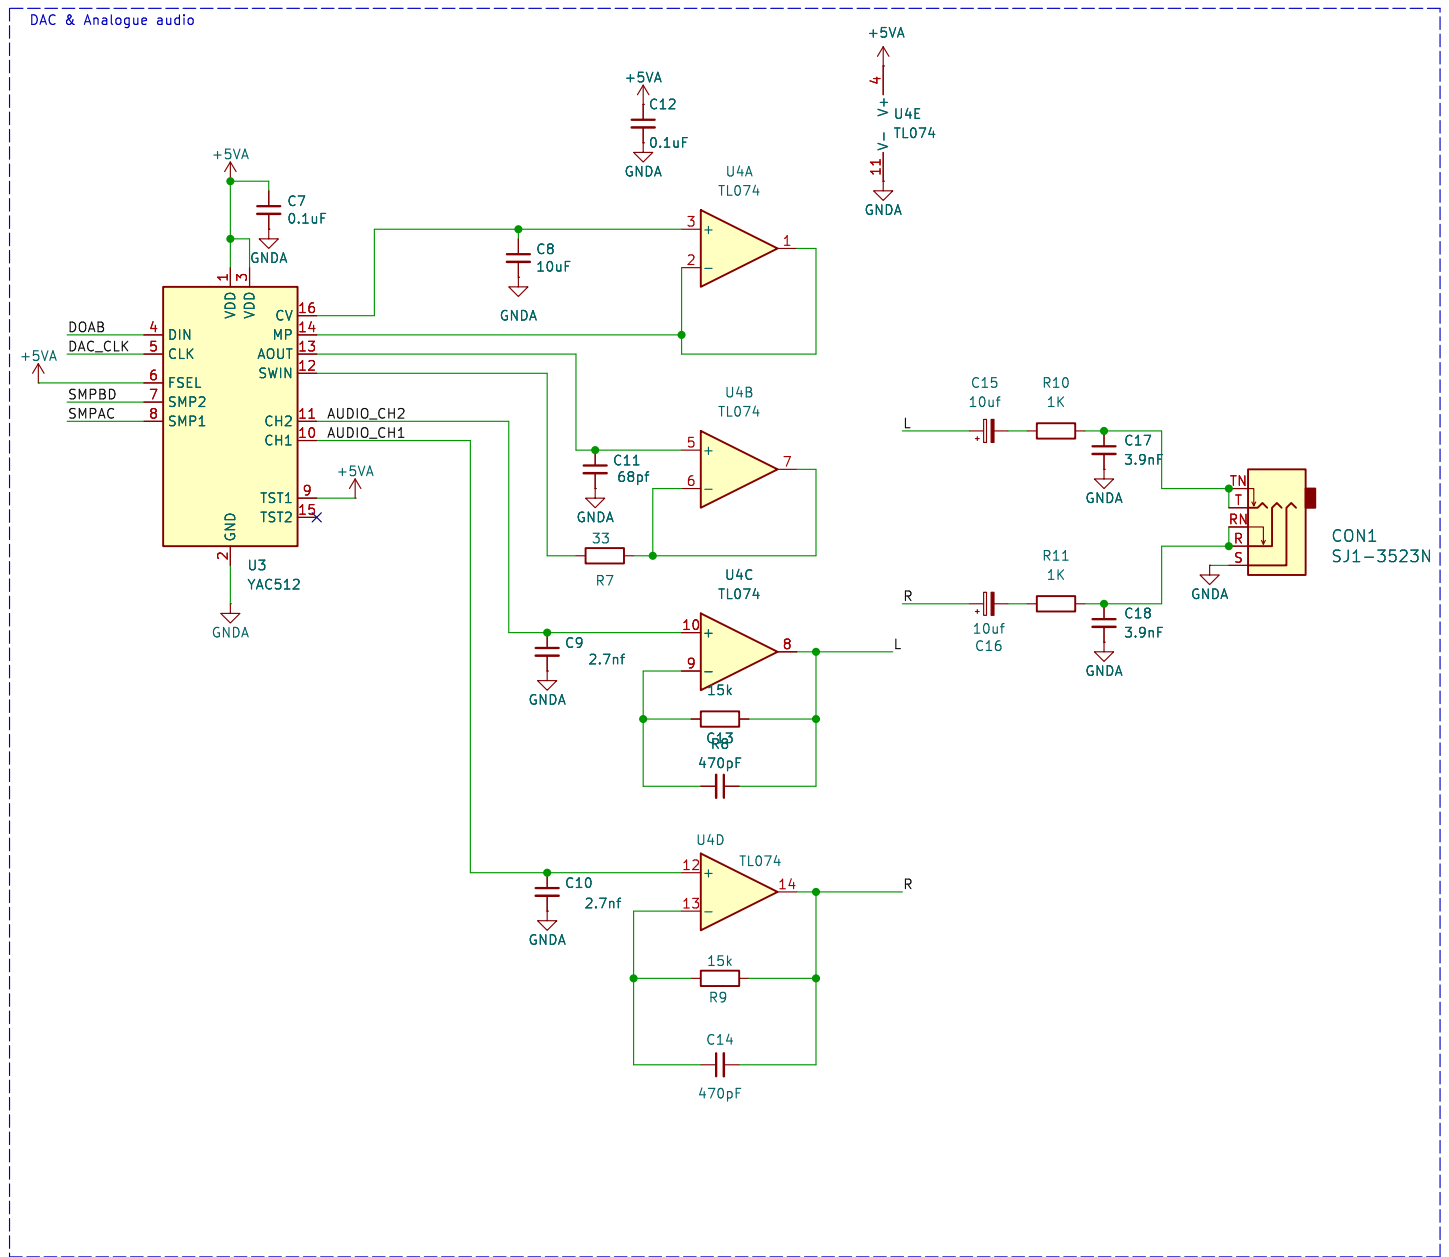 DAC & Analogue audio
+5VA
4
V+
U4E
TL074
V-
11
GNDA
+5VA
C12
0.1uF
GNDA
+5VA
C7
0.1uF
GNDA
U4A
TL074
3
+
2
−
1
C8
10uF
GNDA
1
3
VDD
VDD
CV
16
DOAB
4
DIN
MP
14
DAC_CLK
5
CLK
AOUT
13
+5VA
SWIN
12
6
FSEL
SMPBD
7
SMP2
SMPAC
8
SMP1
CH2
11
AUDIO_CH2
CH1
10
AUDIO_CH1
+5VA
TST1
9
TST2
15
GND
2
U3
YAC512
GNDA
U4B
TL074
5
+
6
−
7
C11
68pf
GNDA
33
R7
U4C
TL074
10
+
9
−
8
L
C9
2.7nf
GNDA
15k
C13
R8
470pF
U4D
TL074
12
+
13
−
14
R
C10
2.7nf
GNDA
15k
R9
C14
470pF
C15
10uf
R10
1K
L
+
C17
3.9nF
GNDA
TN
T
RN
R
S
CON1
SJ1-3523N
GNDA
R11
1K
R
+
10uf
C16
C18
3.9nF
GNDA